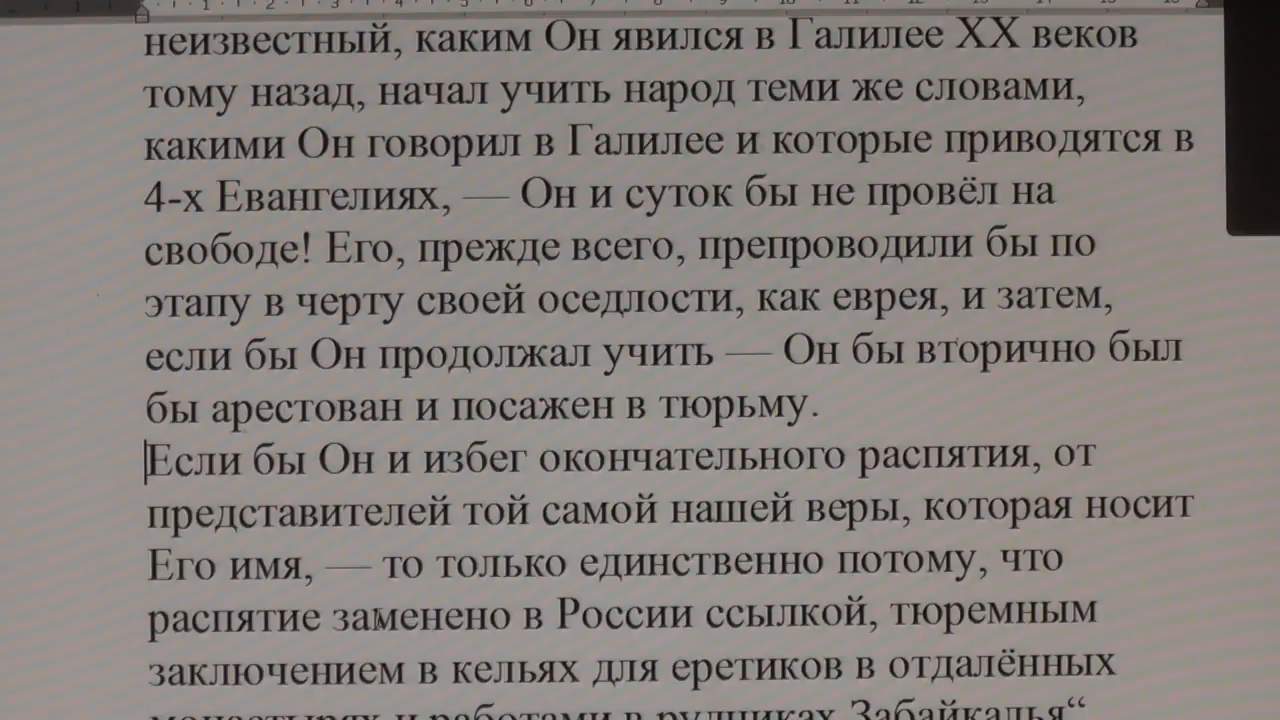 неизвестный, каким Он явился в Галилее XX веков
тому назад, начал учить народ теми же словами,
какими Он говорил в Галилее и которые приводятся в
4-х Евангелиях, — Он и суток бы не провёл на
свободе! Его, прежде всего, препроводили бы по
этапу в черту своей оседлости, как еврея, и затем,
если бы Он продолжал учить — Он бы вторично был
бы арестован и посажен в тюрьму.
Если бы Он и избег окончательного распятия, от
представителей той самой нашей веры, которая носит
Его имя, — то только единственно потому, что
распятие заменено в России ссылкой, тюремным
заключением в кельях для еретиков в отдалённых
монастырях и работами в рудниках Забайкалья“